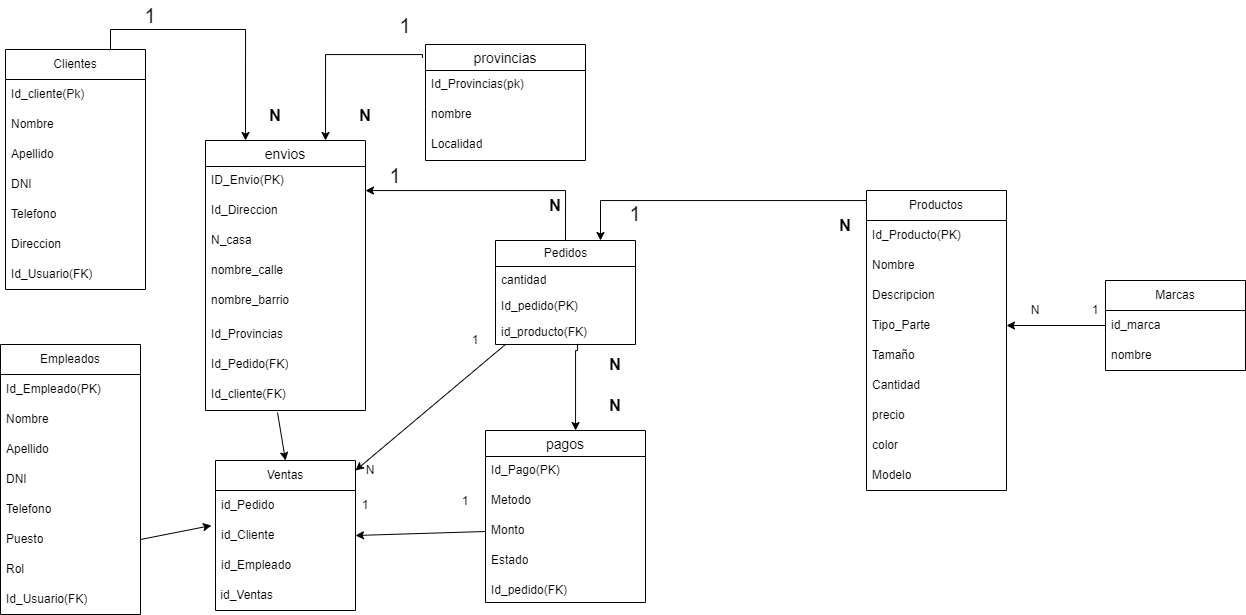 1
Clientes
Id_cliente(Pk)
Nombre
Apellido
DNI
Telefono
Direccion
Id_Usuario(FK)
1
provincias
Id_Provincias(pk)
nombre
Localidad
N
N
envios
ID_Envio(PK)
Id_Direccion
N_casa
nombre_calle
nombre_barrio
Id_Provincias
Id_Pedido(FK)
Id_cliente(FK)
1
N
Pedidos
cantidad
Id_pedido(PK)
id_producto(FK)
1
N
Productos
Id_Producto(PK)
Nombre
Descripcion
Tipo_Parte
Tamaño
Cantidad
precio
color
Modelo
N
1
Marcas
id_marca
nombre
Empleados
Id_Empleado(PK)
Nombre
Apellido
DNI
Telefono
Puesto
Rol
Id_Usuario(FK)
1
N
Ventas
id_Pedido
id_Cliente
id_Empleado
id_Ventas
N
N
1
1
pagos
Id_Pago(PK)
Metodo
Monto
Estado
Id_pedido(FK)